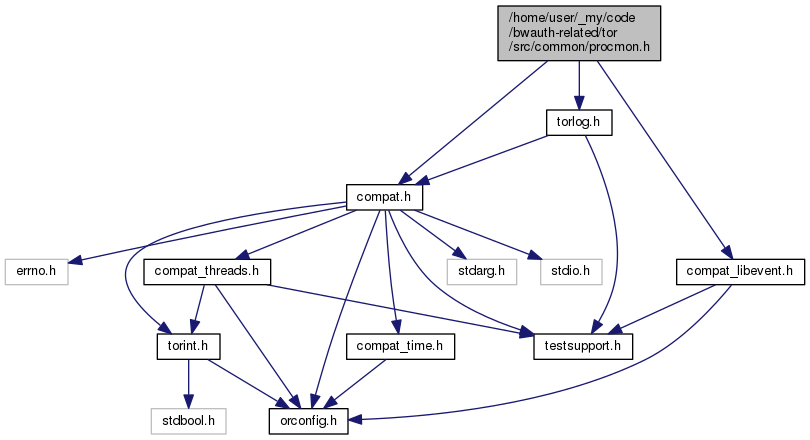 /home/user/_my/code
/bwauth-related/tor
/src/common/procmon.h
torlog.h
compat.h
errno.h
compat_threads.h
stdarg.h
stdio.h
compat_libevent.h
torint.h
compat_time.h
testsupport.h
stdbool.h
orconfig.h